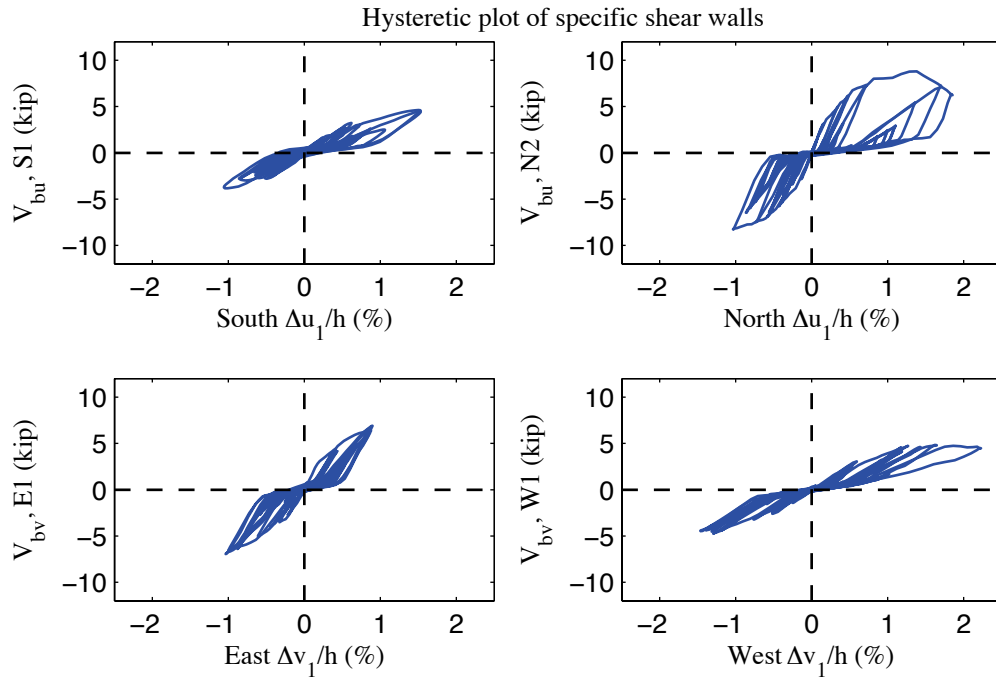 Hysteretic plot of specific shear walls
V_bu, S1 (kip)
10
5
0
−5
−10
−2 −1 0 1 2
South Δu_1/h (%)
V_bu, N2 (kip)
10
5
0
−5
−10
−2 −1 0 1 2
North Δu_1/h (%)
V_bv, E1 (kip)
10
5
0
−5
−10
−2 −1 0 1 2
East Δv_1/h (%)
V_bv, W1 (kip)
10
5
0
−5
−10
−2 −1 0 1 2
West Δv_1/h (%)